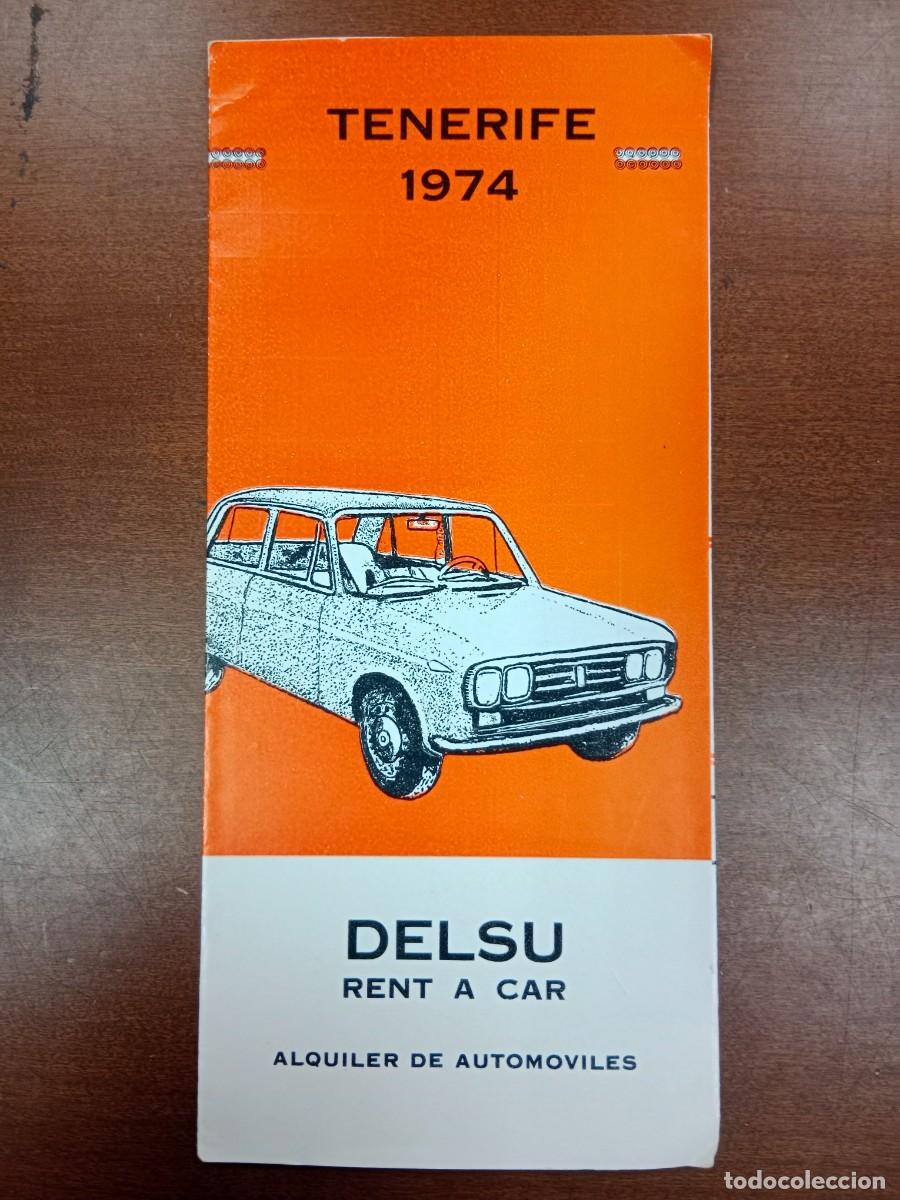 TENERIFE
1974
DELSU
RENT A CAR
ALQUILER DE AUTOMOVILES
todocoleccion